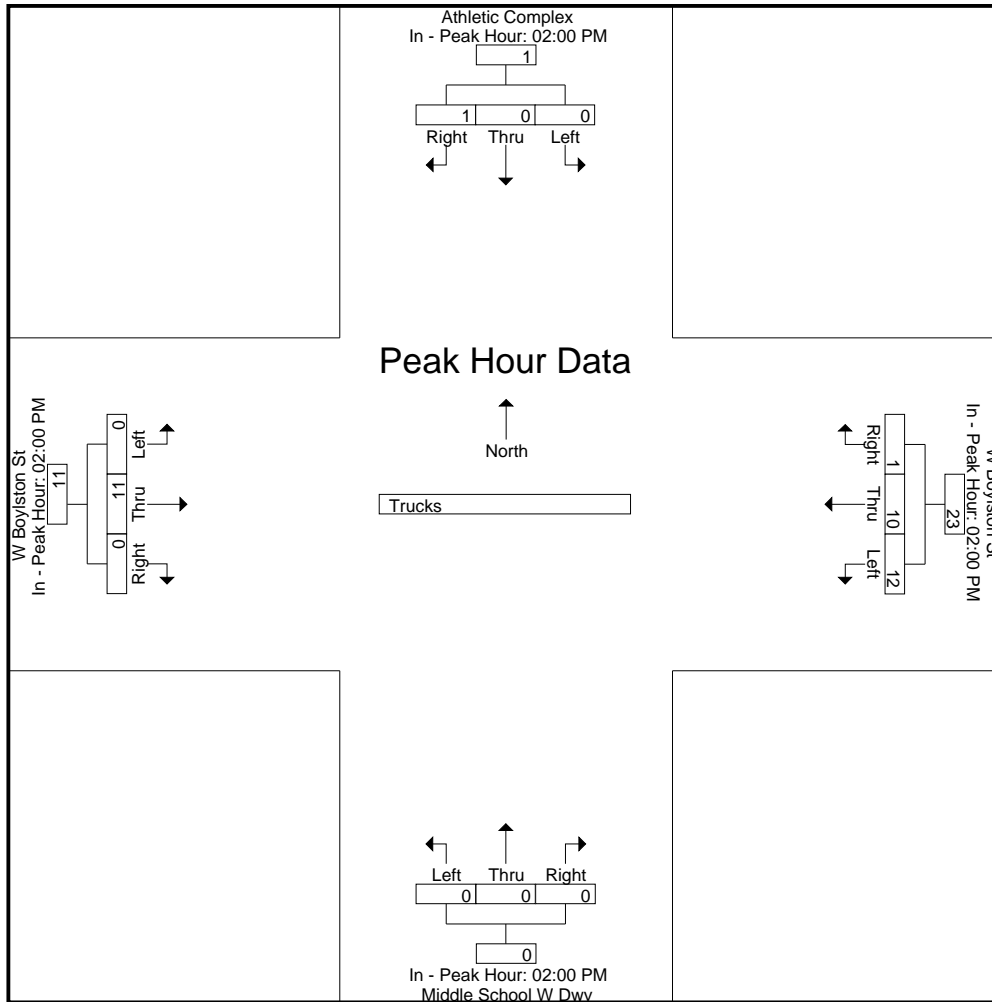 Athletic Complex
In - Peak Hour: 02:00 PM
1
1 0 0
Right Thru Left
Peak Hour Data
North
Trucks
W Boylston St
In - Peak Hour: 02:00 PM
11
0 11 0
Left Thru Right
W Boylston St
In - Peak Hour: 02:00 PM
23
1 10 12
Right Thru Left
Left Thru Right
0 0 0
0
In - Peak Hour: 02:00 PM
Middle School W Dwy